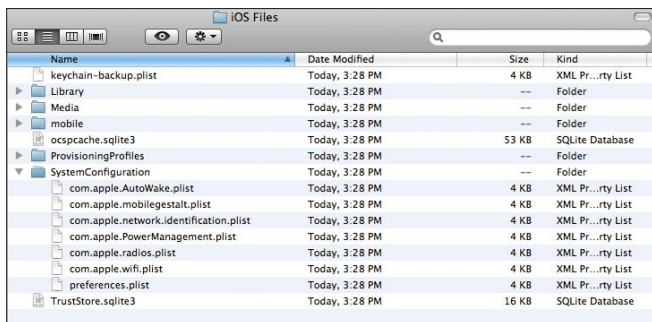 iOS Files
Name Date Modified Size Kind
keychain-backup.plist Today, 3:28 PM 4 KB XML Pr...rty List
Library Today, 3:28 PM -- Folder
Media Today, 3:28 PM -- Folder
mobile Today, 3:28 PM -- Folder
ocspcache.sqlite3 Today, 3:28 PM 53 KB SQLite Database
ProvisioningProfiles Today, 3:28 PM -- Folder
SystemConfiguration Today, 3:28 PM -- Folder
com.apple.AutoWake.plist Today, 3:28 PM 4 KB XML Pr...rty List
com.apple.mobilegestalt.plist Today, 3:28 PM 4 KB XML Pr...rty List
com.apple.network.identification.plist Today, 3:28 PM 4 KB XML Pr...rty List
com.apple.PowerManagement.plist Today, 3:28 PM 4 KB XML Pr...rty List
com.apple.radios.plist Today, 3:28 PM 4 KB XML Pr...rty List
com.apple.wifi.plist Today, 3:28 PM 4 KB XML Pr...rty List
preferences.plist Today, 3:28 PM 4 KB XML Pr...rty List
TrustStore.sqlite3 Today, 3:28 PM 16 KB SQLite Database